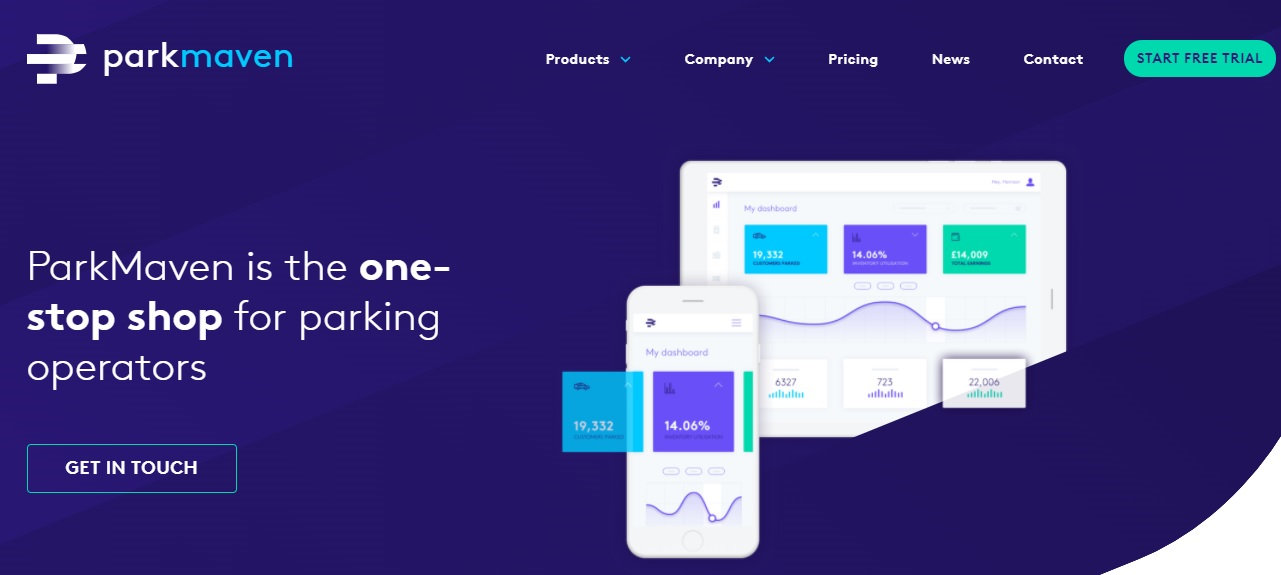 parkmaven
Products
Company
Pricing
News
Contact
START FREE TRIAL
ParkMaven is the one-
stop shop for parking
operators
GET IN TOUCH
Hey, Harrison
My dashboard
19,332
CUSTOMERS PARKED
14.06%
INVENTORY UTILISATION
£14,009
TOTAL EARNINGS
6327
723
22,006
My dashboard
19,332
CUSTOMERS PARKED
14.06%
INVENTORY UTILISATION